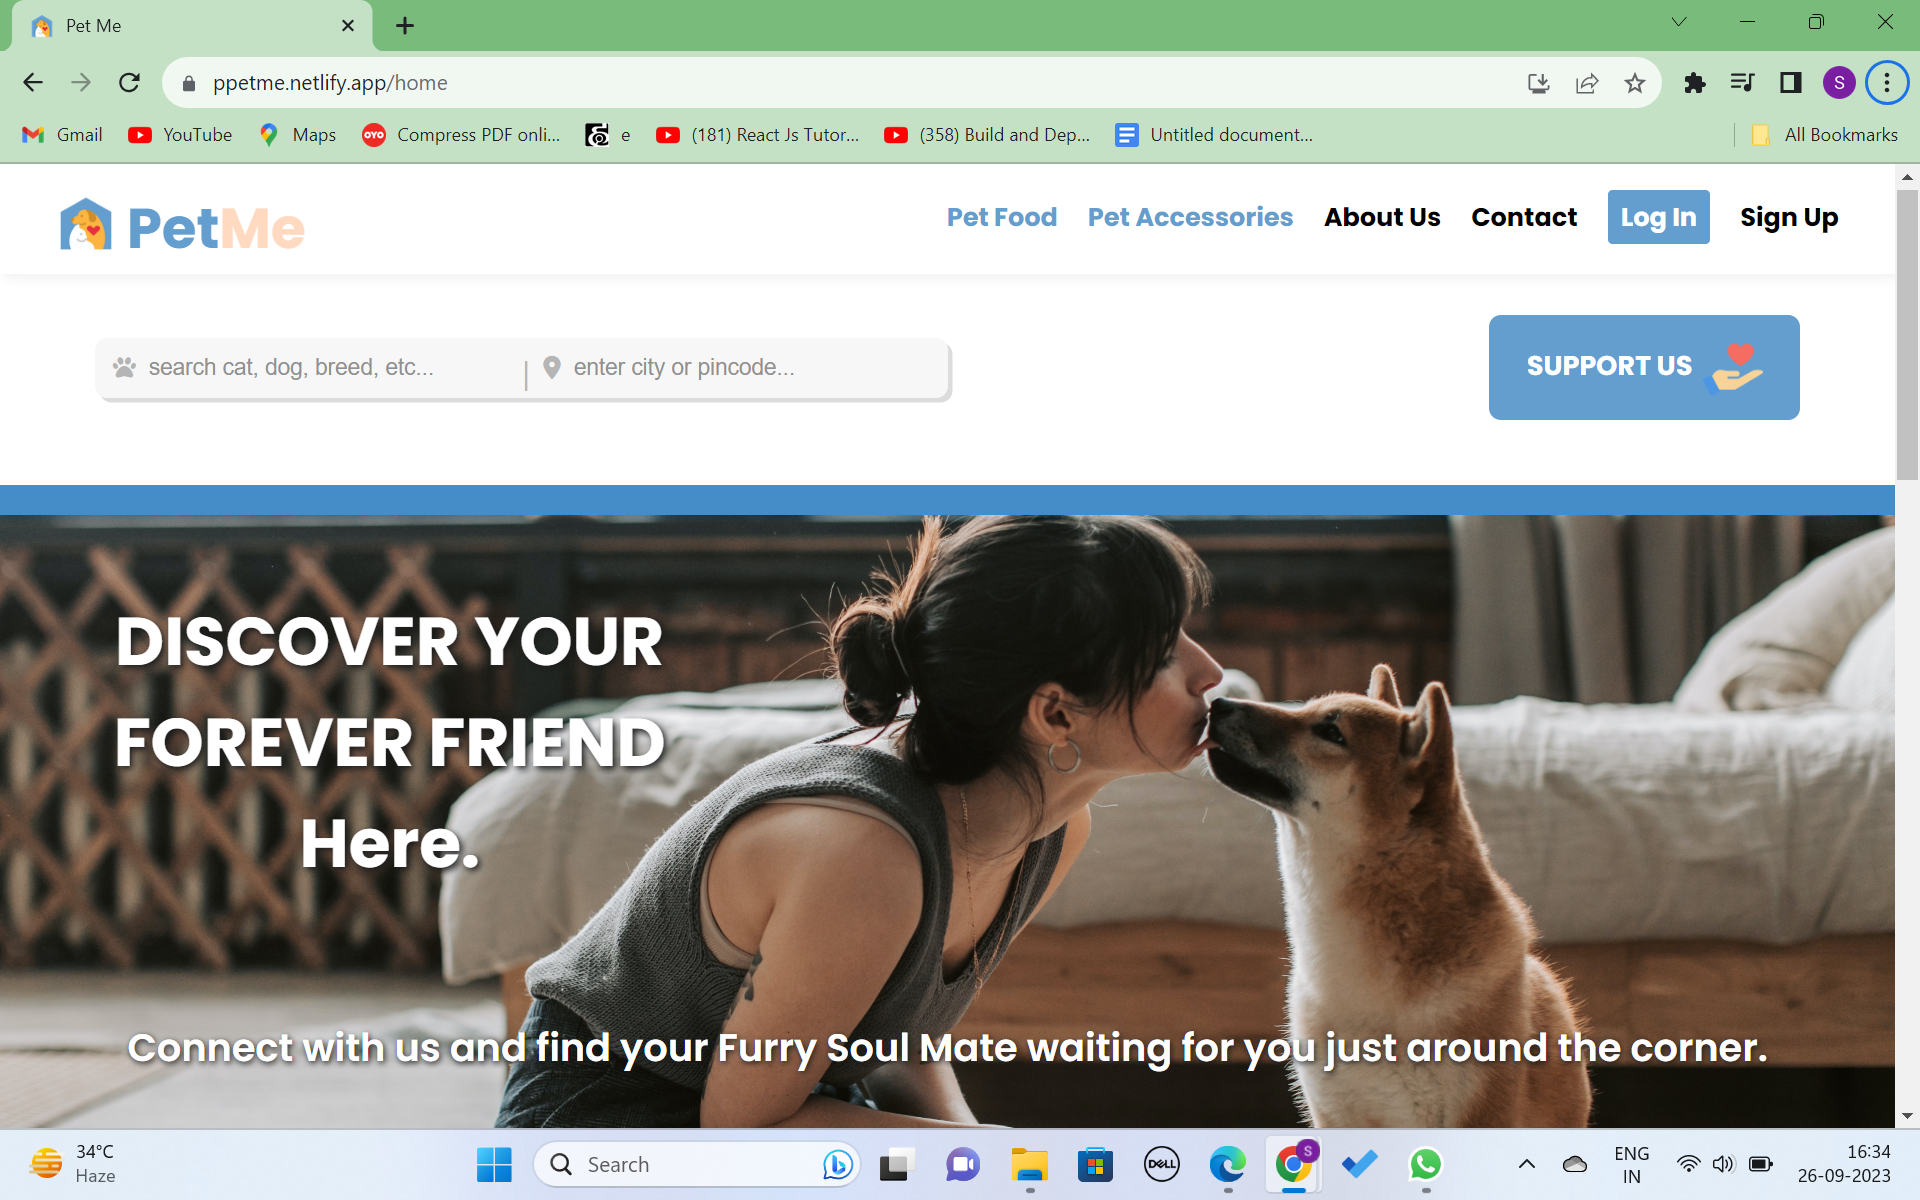 Pet Me
ppetme.netlify.app/home
S
Gmail YouTube Maps OYO Compress PDF onli... e (181) React Js Tutor... (358) Build and Dep... Untitled document... All Bookmarks
PetMe
Pet Food Pet Accessories About Us Contact Log In Sign Up
search cat, dog, breed, etc... | enter city or pincode...
SUPPORT US
DISCOVER YOUR
FOREVER FRIEND
Here.
Connect with us and find your Furry Soul Mate waiting for you just around the corner.
34°C
Haze
Search
DELL
S
ENG
IN
16:34
26-09-2023